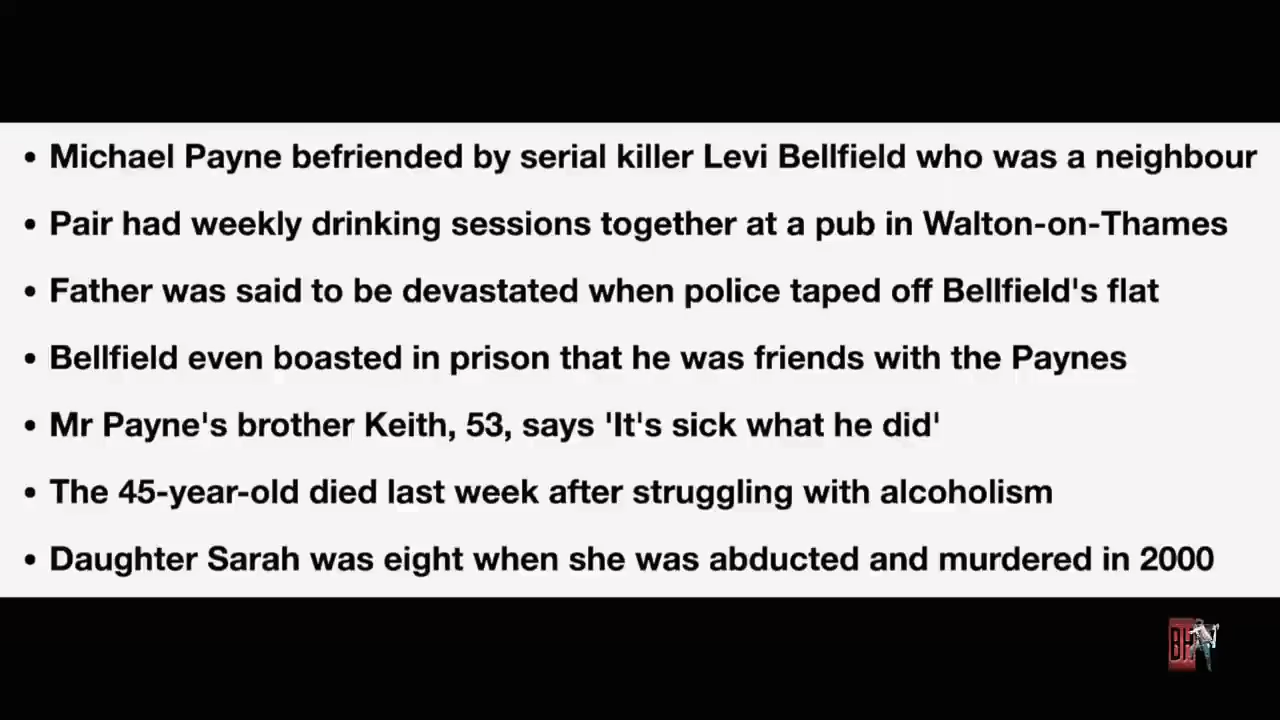 • Michael Payne befriended by serial killer Levi Bellfield who was a neighbour
• Pair had weekly drinking sessions together at a pub in Walton-on-Thames
• Father was said to be devastated when police taped off Bellfield's flat
• Bellfield even boasted in prison that he was friends with the Paynes
• Mr Payne's brother Keith, 53, says 'It's sick what he did'
• The 45-year-old died last week after struggling with alcoholism
• Daughter Sarah was eight when she was abducted and murdered in 2000
BH